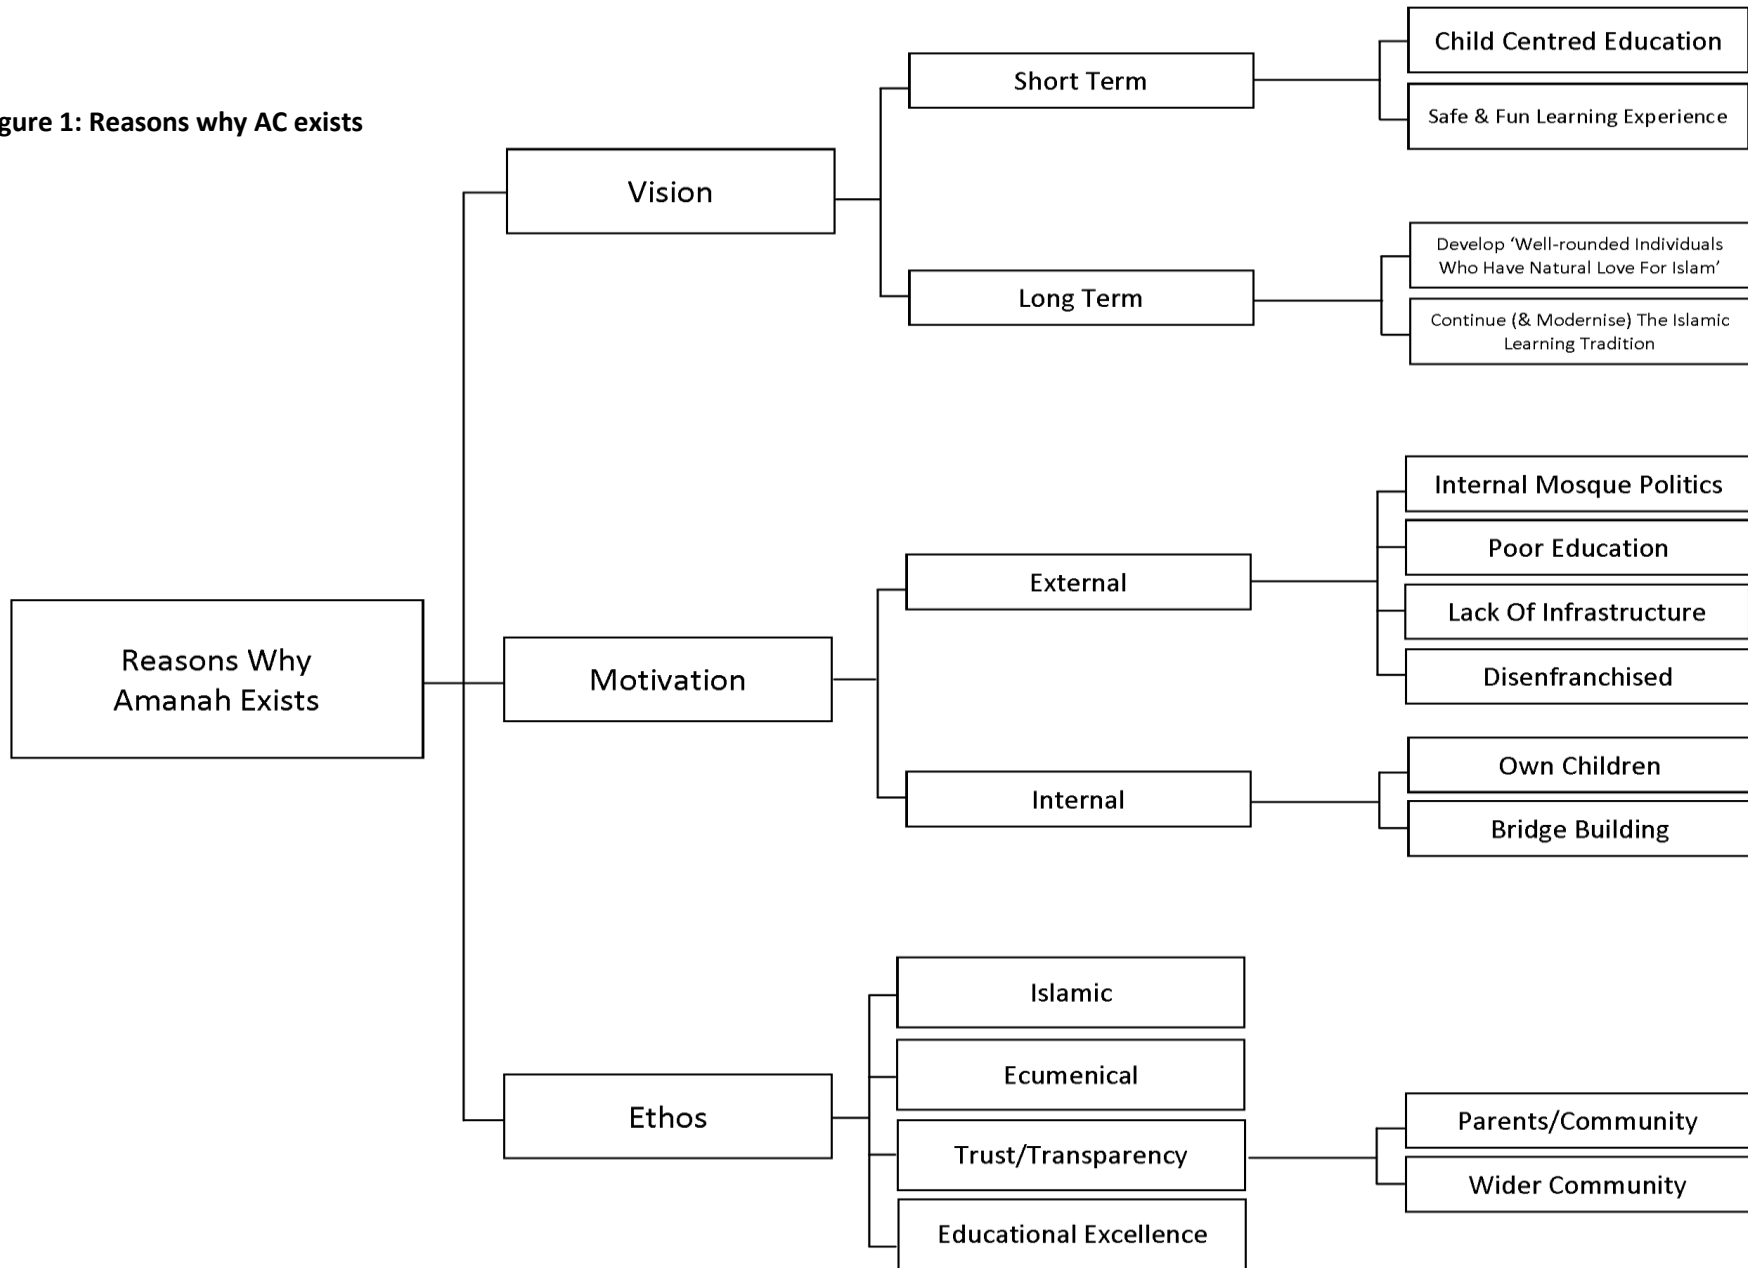 gure 1: Reasons why AC exists
Reasons Why
Amanah Exists
Vision
Short Term
Child Centred Education
Safe & Fun Learning Experience
Long Term
Develop ‘Well-rounded Individuals
Who Have Natural Love For Islam’
Continue (& Modernise) The Islamic
Learning Tradition
Motivation
External
Internal Mosque Politics
Poor Education
Lack Of Infrastructure
Disenfranchised
Internal
Own Children
Bridge Building
Ethos
Islamic
Ecumenical
Trust/Transparency
Parents/Community
Wider Community
Educational Excellence